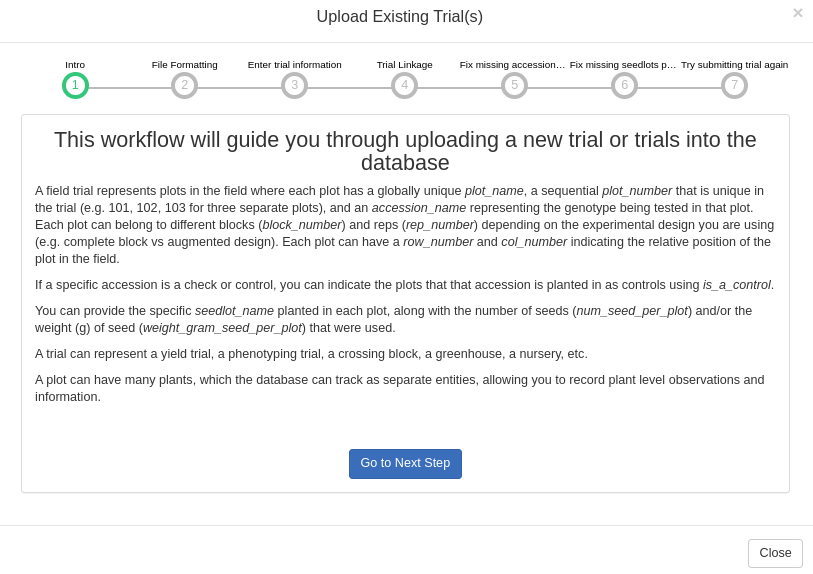 Upload Existing Trial(s)
×
Intro
File Formatting
Enter trial information
Trial Linkage
Fix missing accession…
Fix missing seedlots p…
Try submitting trial again
1
2
3
4
5
6
7
This workflow will guide you through uploading a new trial or trials into the
database
A field trial represents plots in the field where each plot has a globally unique plot_name, a sequential plot_number that is unique in
the trial (e.g. 101, 102, 103 for three separate plots), and an accession_name representing the genotype being tested in that plot.
Each plot can belong to different blocks (block_number) and reps (rep_number) depending on the experimental design you are using
(e.g. complete block vs augmented design). Each plot can have a row_number and col_number indicating the relative position of the
plot in the field.
If a specific accession is a check or control, you can indicate the plots that that accession is planted in as controls using is_a_control.
You can provide the specific seedlot_name planted in each plot, along with the number of seeds (num_seed_per_plot) and/or the
weight (g) of seed (weight_gram_seed_per_plot) that were used.
A trial can represent a yield trial, a phenotyping trial, a crossing block, a greenhouse, a nursery, etc.
A plot can have many plants, which the database can track as separate entities, allowing you to record plant level observations and
information.
Go to Next Step
Close